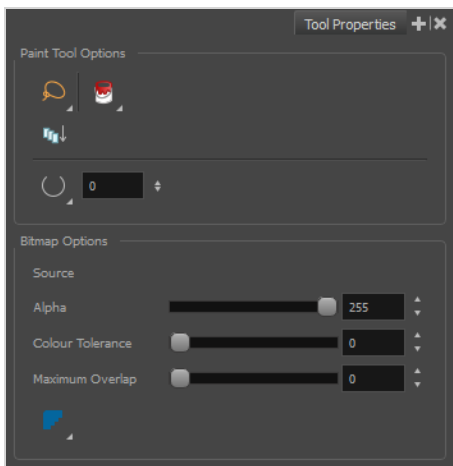 Tool Properties
Paint Tool Options
0
Bitmap Options
Source
Alpha 255
Colour Tolerance 0
Maximum Overlap 0